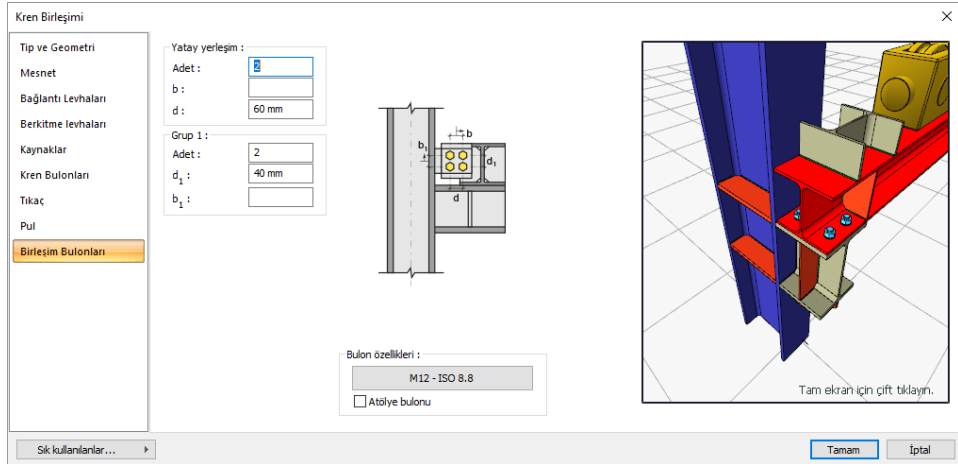 Kren Birleşimi
Tip ve Geometri
Mesnet
Bağlantı Levhaları
Berkitme levhaları
Kaynaklar
Kren Bulonları
Tıkaç
Pul
Birleşim Bulonları
Yatay yerleşim :
Adet : 2
b :
d : 60 mm
Grup 1 :
Adet : 2
d1 : 40 mm
b1 :
b
b1
d1
d
Bulon özellikleri :
M12 - ISO 8.8
Atölye bulonu
Tam ekran için çift tıklayın.
Sık kullanılanlar...
Tamam
İptal